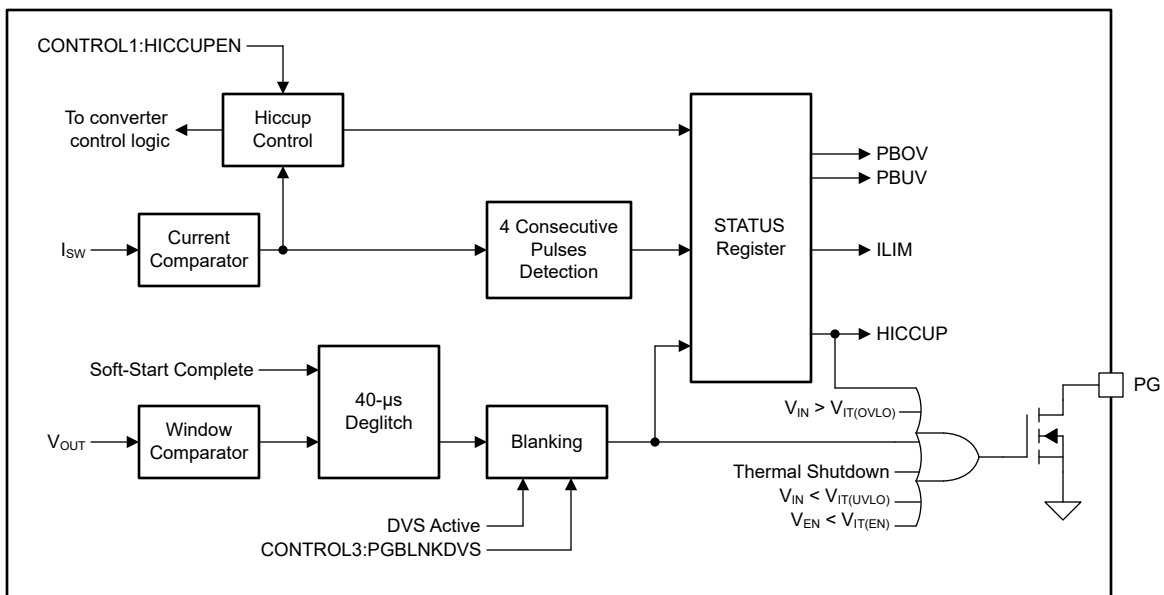 CONTROL1:HICCUPEN
To converter
control logic
Hiccup
Control
PBOV
PBUV
STATUS
Register
4 Consecutive
Pulses
Detection
ISW
Current
Comparator
ILIM
HICCUP
Soft-Start Complete
40-µs
Deglitch
PG
VIN > VIT(OVLO)
VOUT
Window
Comparator
Blanking
Thermal Shutdown
VIN < VIT(UVLO)
VEN < VIT(EN)
DVS Active
CONTROL3:PGBLNKDVS